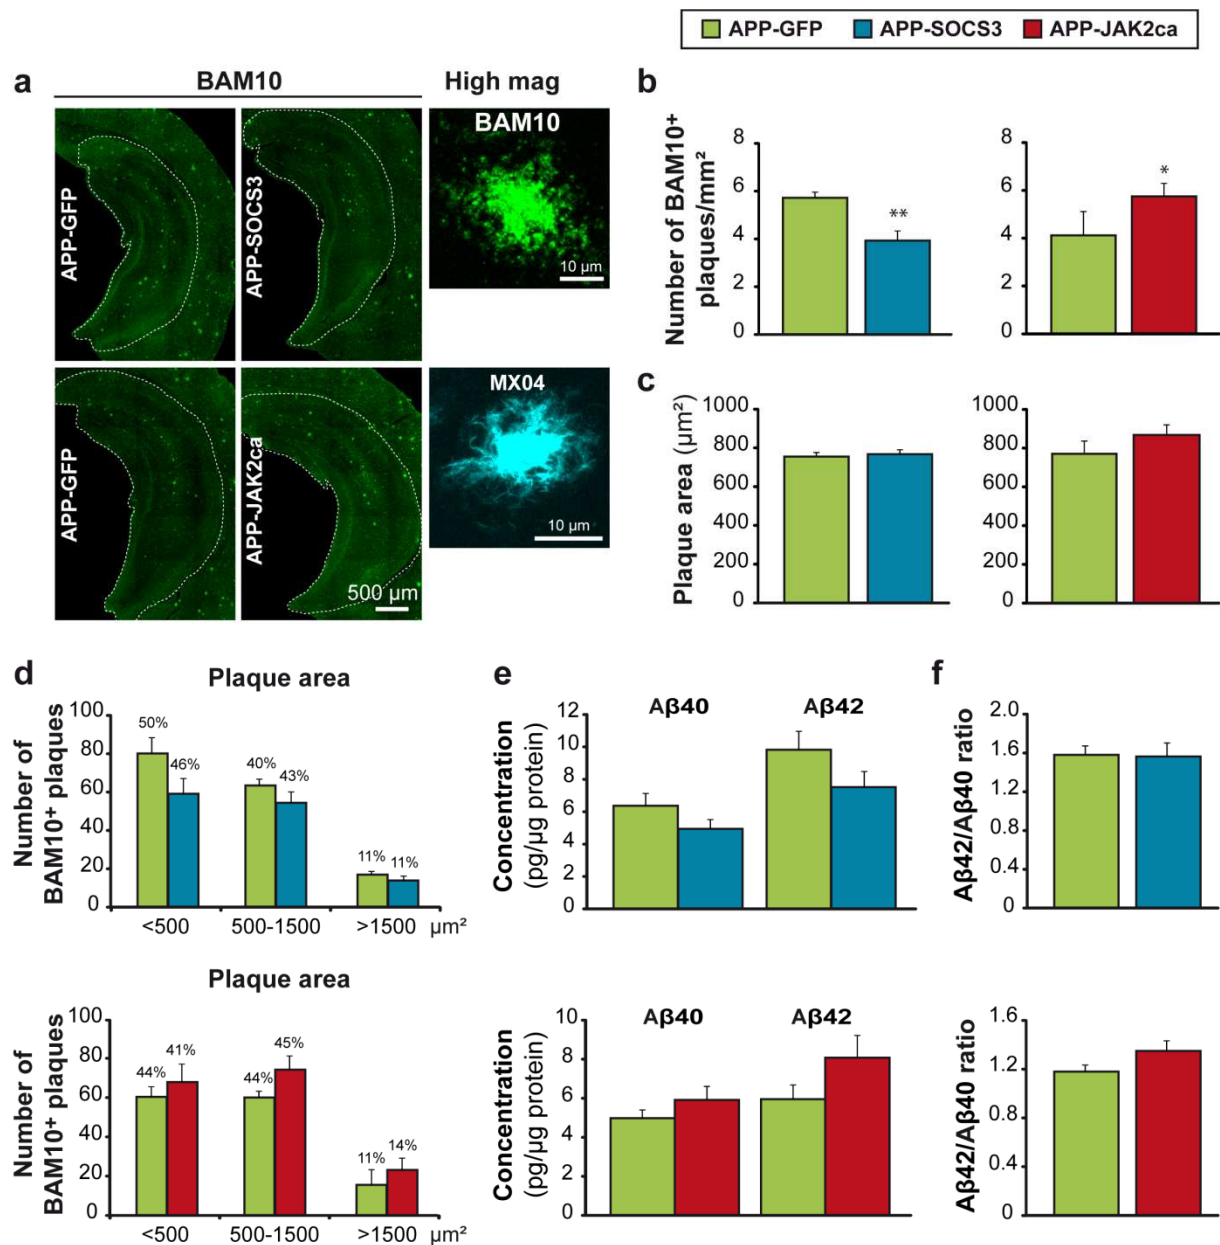 APP-GFP APP-SOCS3 APP-JAK2ca
a
BAM10
High mag
APP-GFP
APP-SOCS3
BAM10
10 µm
APP-GFP
APP-JAK2ca
500 µm
MX04
10 µm
b
Number of BAM10⁺
plaques/mm²
8
6
4
2
0
**
8
6
4
2
0
*
c
Plaque area (µm²)
1000
800
600
400
200
0
1000
800
600
400
200
0
d
Plaque area
Number of
BAM10⁺ plaques
100
80
60
40
20
0
50%
46%
40%
43%
11%
11%
<500 500-1500 >1500 µm²
Plaque area
Number of
BAM10⁺ plaques
100
80
60
40
20
0
44%
41%
44%
45%
11%
14%
<500 500-1500 >1500 µm²
e
Concentration
(pg/µg protein)
12
10
8
6
4
2
0
Aβ40 Aβ42
Concentration
(pg/µg protein)
10
8
6
4
2
0
Aβ40 Aβ42
f
Aβ42/Aβ40 ratio
2.0
1.6
1.2
0.8
0.4
0
Aβ42/Aβ40 ratio
1.6
1.2
0.8
0.4
0